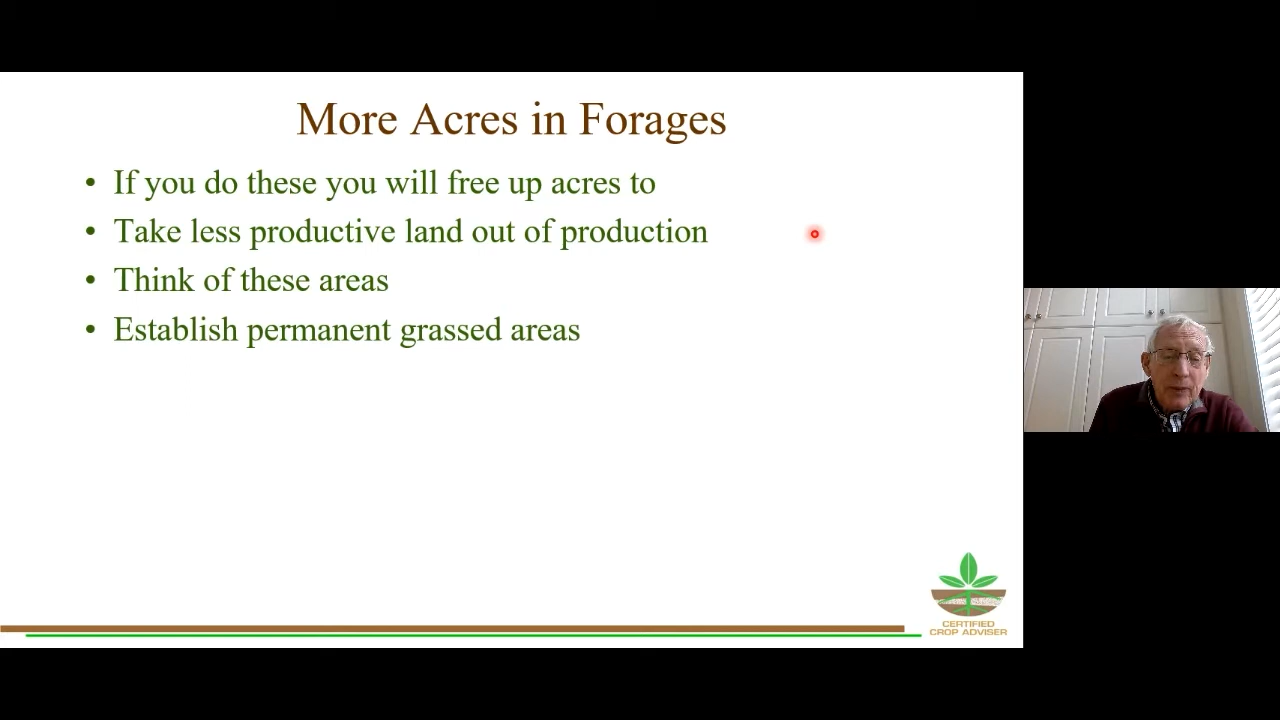 More Acres in Forages
• If you do these you will free up acres to
• Take less productive land out of production
• Think of these areas
• Establish permanent grassed areas
CERTIFIED
CROP ADVISER